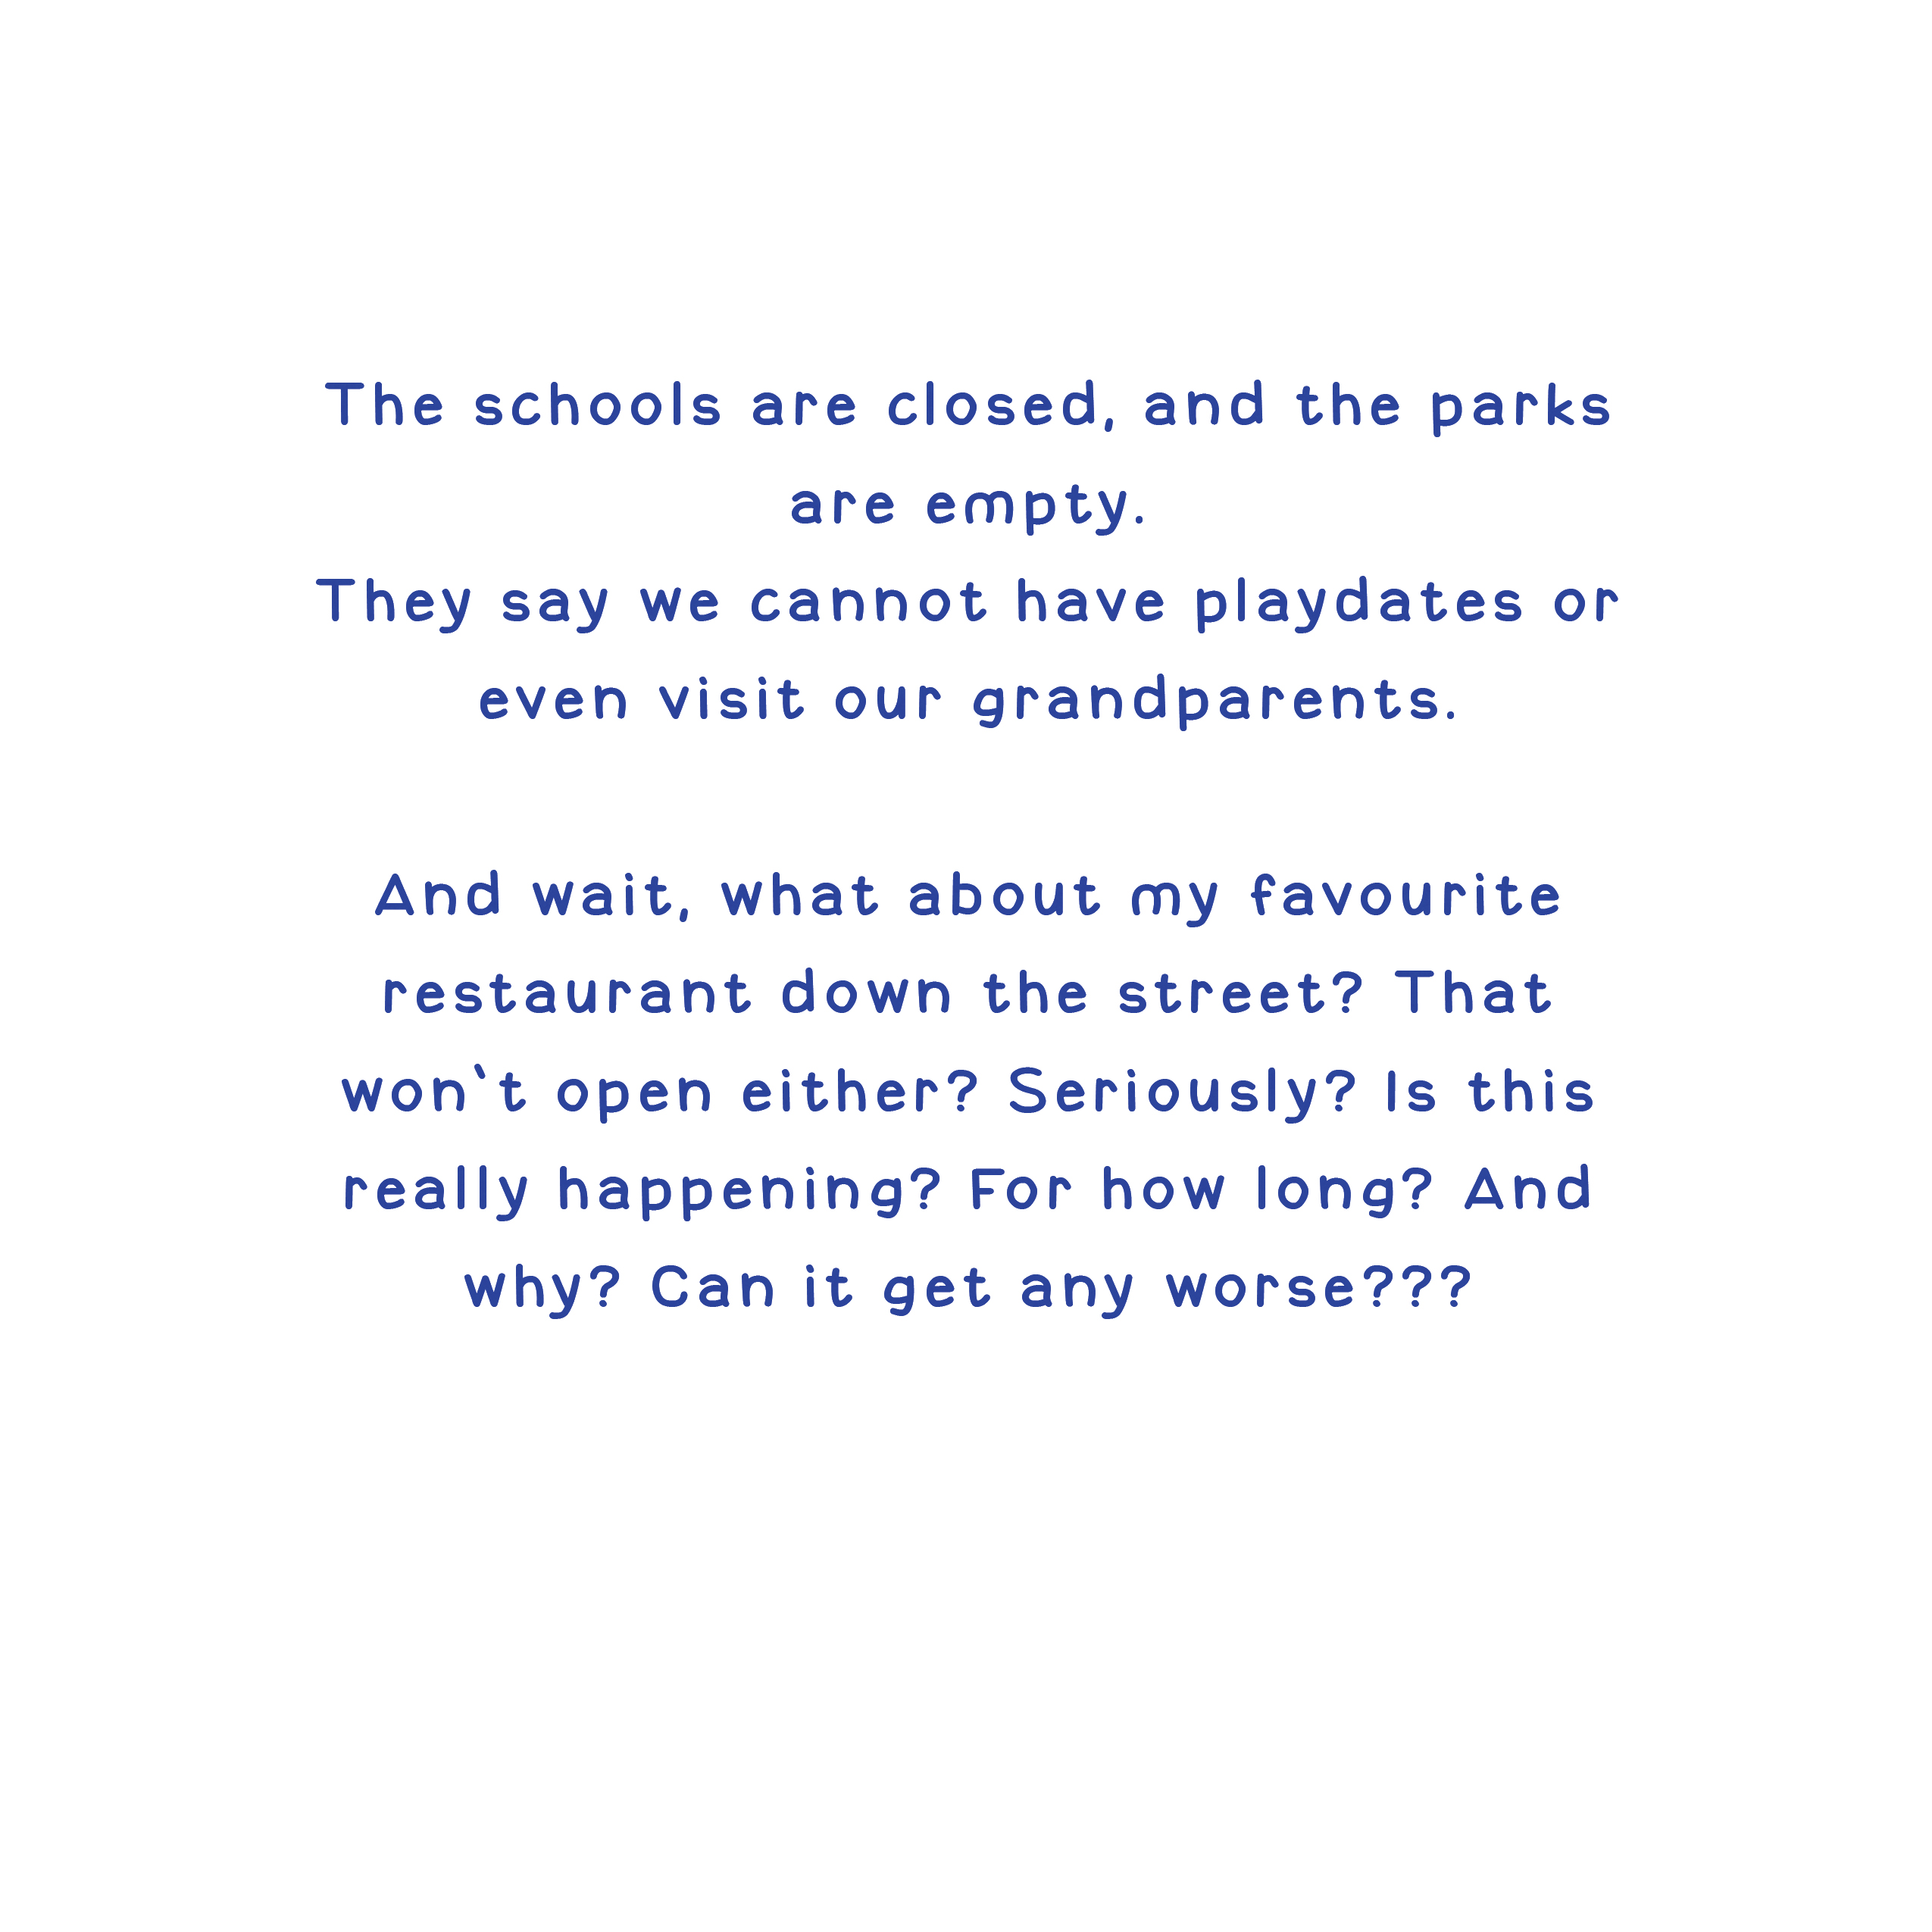 The schools are closed, and the parks
are empty.
They say we cannot have playdates or
even visit our grandparents.
And wait, what about my favourite
restaurant down the street? That
won`t open either? Seriously? Is this
really happening? For how long? And
why? Can it get any worse???